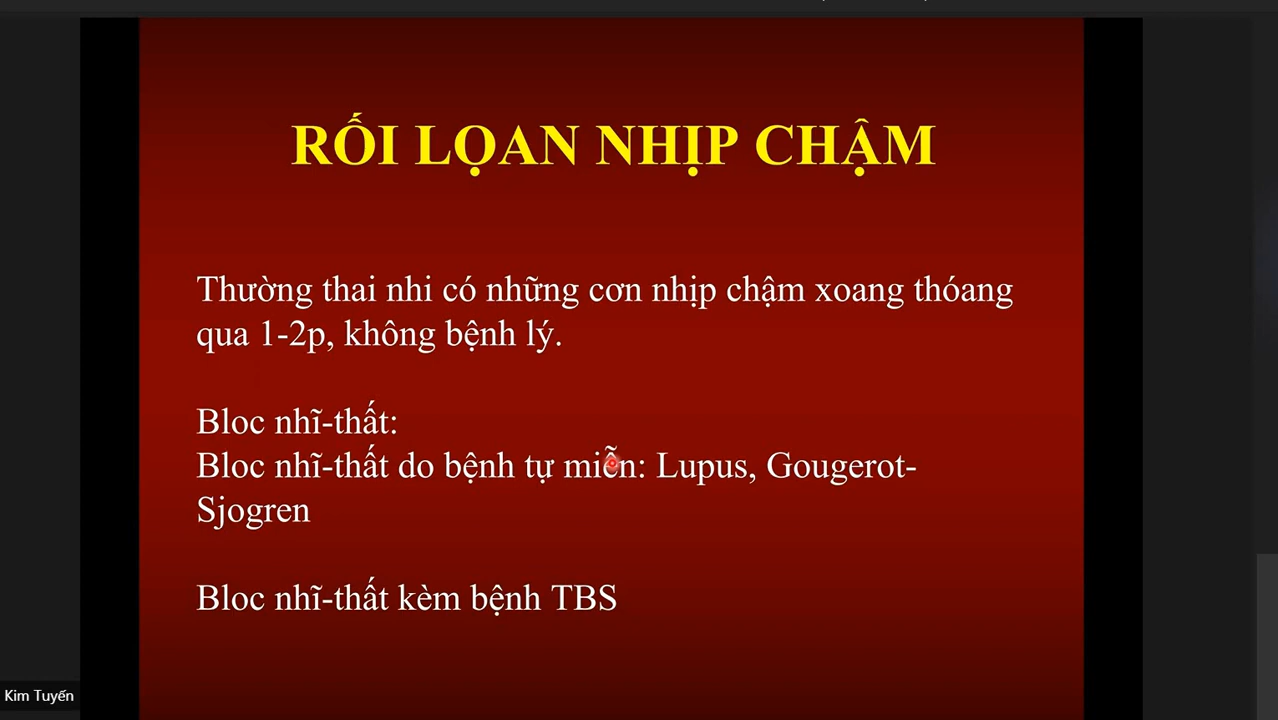 RỐI LỌAN NHỊP CHẬM
Thường thai nhi có những cơn nhịp chậm xoang thóang
qua 1-2p, không bệnh lý.
Bloc nhĩ-thất:
Bloc nhĩ-thất do bệnh tự miễn: Lupus, Gougerot-
Sjogren
Bloc nhĩ-thất kèm bệnh TBS
Kim Tuyến